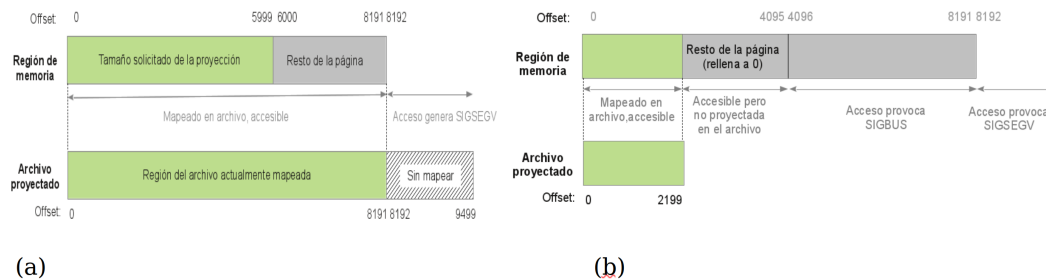 Offset: 0 5999 6000 8191 8192
Región de memoria
Tamaño solicitado de la proyección
Resto de la página
Mapeado en archivo, accesible
Acceso genera SIGSEGV
Archivo proyectado
Región del archivo actualmente mapeada
Sin mapear
Offset: 0 8191 8192 9499
(a)
Offset: 0 4095 4096 8191 8192
Región de memoria
Resto de la página
(rellena a 0)
Mapeado en
archivo,accesible
Accesible pero
no proyectada
en el archivo
Acceso provoca
SIGBUS
Acceso provoca
SIGSEGV
Archivo
proyectado
Offset: 0 2199
(b)